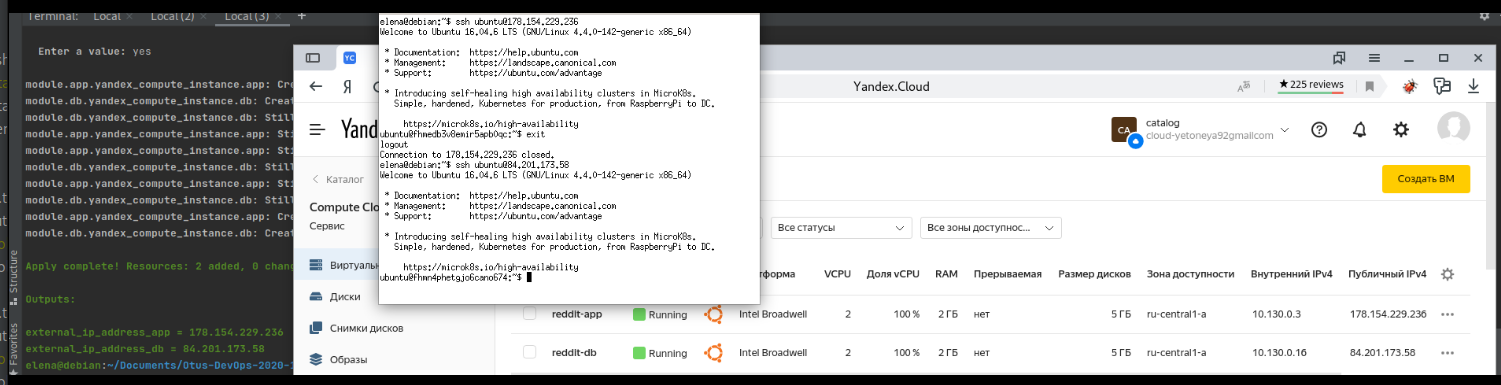 Terminal: Local × Local (2) × Local (3) × +
Enter a value: yes
module.app.yandex_compute_instance.app: Cre
module.db.yandex_compute_instance.db: Creat
module.db.yandex_compute_instance.db: Still
module.app.yandex_compute_instance.app: Sti
module.db.yandex_compute_instance.db: Still
module.app.yandex_compute_instance.app: Sti
module.db.yandex_compute_instance.db: Still
module.app.yandex_compute_instance.app: Cre
module.db.yandex_compute_instance.db: Creat
Apply complete! Resources: 2 added, 0 chang
Outputs:
external_ip_address_app = 178.154.229.236
external_ip_address_db = 84.201.173.58
elena@debian:~/Documents/Otus-DevOps-2020-1
Structure
Favorites
elena@debian:~$ ssh ubuntu@178.154.229.236
Welcome to Ubuntu 16.04.6 LTS (GNU/Linux 4.4.0-142-generic x86_64)
* Documentation: https://help.ubuntu.com
* Management: https://landscape.canonical.com
* Support: https://ubuntu.com/advantage
* Introducing self-healing high availability clusters in MicroK8s.
Simple, hardened, Kubernetes for production, from RaspberryPi to DC.
https://microk8s.io/high-availability
ubuntu@fhmedb3v8emir5apb0qc:~$ exit
logout
Connection to 178.154.229.236 closed.
elena@debian:~$ ssh ubuntu@84.201.173.58
Welcome to Ubuntu 16.04.6 LTS (GNU/Linux 4.4.0-142-generic x86_64)
* Documentation: https://help.ubuntu.com
* Management: https://landscape.canonical.com
* Support: https://ubuntu.com/advantage
* Introducing self-healing high availability clusters in MicroK8s.
Simple, hardened, Kubernetes for production, from RaspberryPi to DC.
https://microk8s.io/high-availability
ubuntu@fhmn4phetgjo6cano674:~$
YC
Я
Yandex.Cloud
★ 225 reviews
Yand
CA
catalog
cloud-yetoneya92gmailcom
Каталог
Создать ВМ
Compute Clo
Сервис
Все статусы
Все зоны доступнос...
Виртуаль
Диски
Снимки дисков
Образы
тформа VCPU Доля vCPU RAM Прерываемая Размер дисков Зона доступности Внутренний IPv4 Публичный IPv4
reddit-app Running Intel Broadwell 2 100 % 2 ГБ нет 5 ГБ ru-central1-a 10.130.0.3 178.154.229.236
reddit-db Running Intel Broadwell 2 100 % 2 ГБ нет 5 ГБ ru-central1-a 10.130.0.16 84.201.173.58